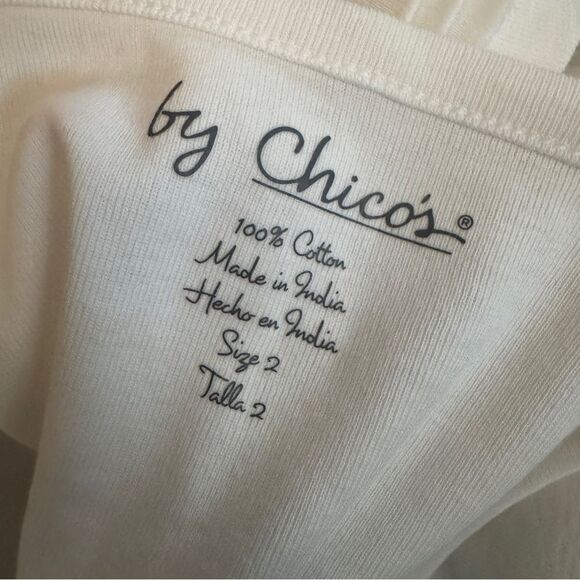 by Chico's®
100% Cotton
Made in India
Hecho en India
Size 2
Talla 2